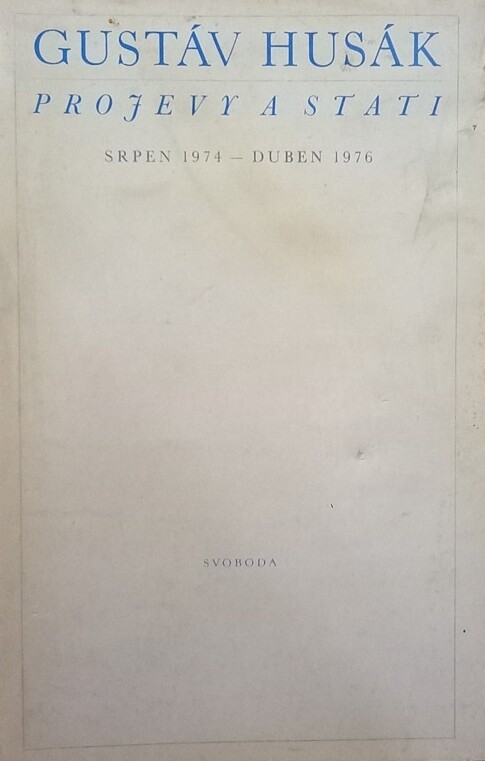 GUSTÁV HUSÁK
PROJEVY A STATI
SRPEN 1974 – DUBEN 1976
SVOBODA